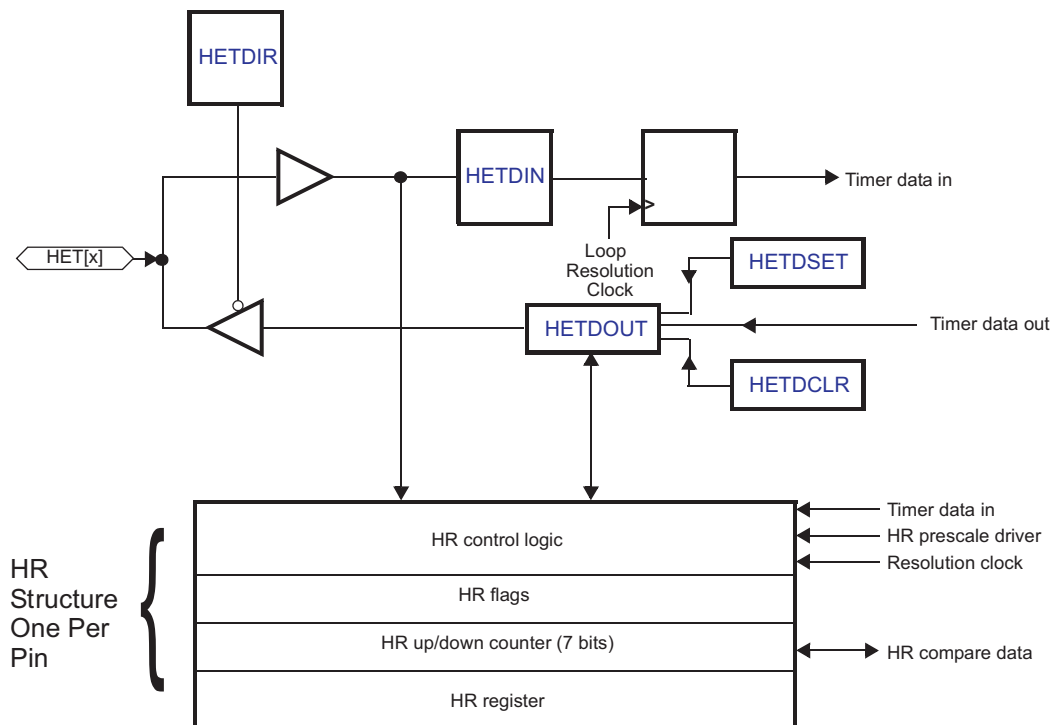 HETDIR
HETDIN
Timer data in
HET[x]
Loop
Resolution
Clock
HETDSET
HETDOUT
Timer data out
HETDCLR
HR
Structure
One Per
Pin
HR control logic
HR flags
HR up/down counter (7 bits)
HR register
Timer data in
HR prescale driver
Resolution clock
HR compare data